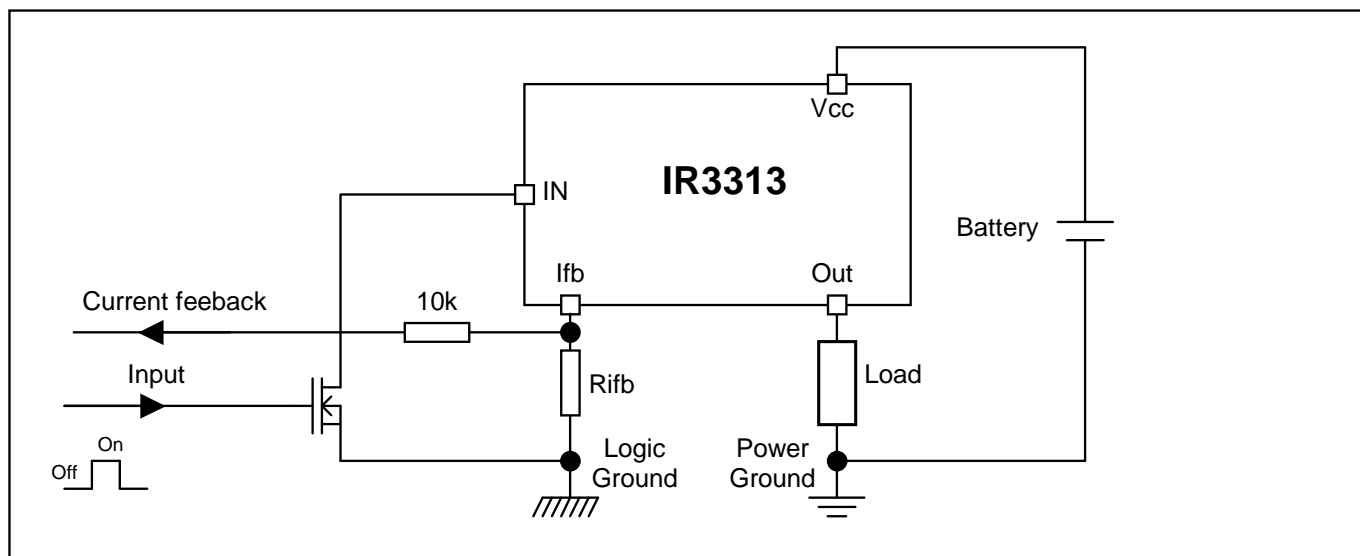 Vcc
IR3313
IN
Battery
Ifb
Out
Current feeback
10k
Input
Rifb
Load
On
Off
Logic
Ground
Power
Ground